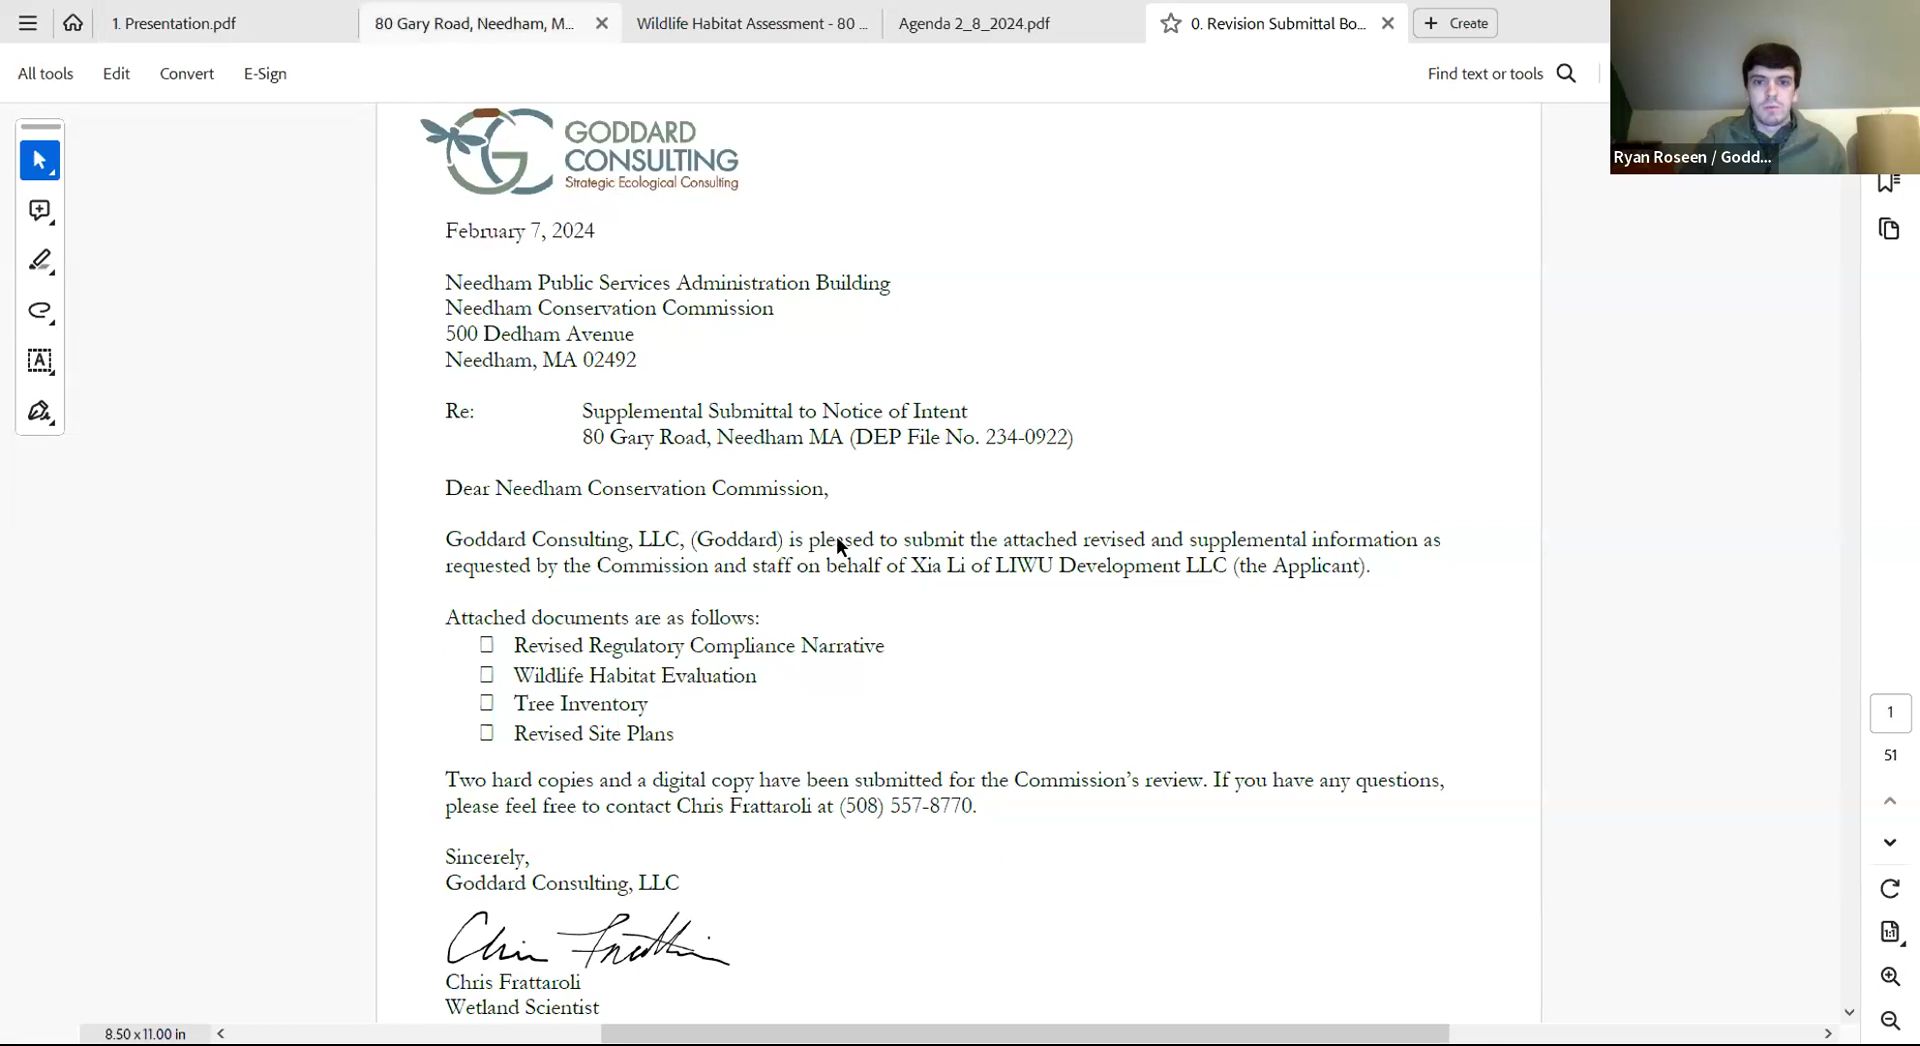 1. Presentation.pdf
80 Gary Road, Needham, M...
Wildlife Habitat Assessment - 80 ...
Agenda 2_8_2024.pdf
0. Revision Submittal Bo...
Create
All tools
Edit
Convert
E-Sign
Find text or tools
Ryan Roseen / Godd...
GODDARD
CONSULTING
Strategic Ecological Consulting
February 7, 2024
Needham Public Services Administration Building
Needham Conservation Commission
500 Dedham Avenue
Needham, MA 02492
Re: Supplemental Submittal to Notice of Intent
80 Gary Road, Needham MA (DEP File No. 234-0922)
Dear Needham Conservation Commission,
Goddard Consulting, LLC, (Goddard) is pleased to submit the attached revised and supplemental information as
requested by the Commission and staff on behalf of Xia Li of LIWU Development LLC (the Applicant).
Attached documents are as follows:
Revised Regulatory Compliance Narrative
Wildlife Habitat Evaluation
Tree Inventory
Revised Site Plans
Two hard copies and a digital copy have been submitted for the Commission's review. If you have any questions,
please feel free to contact Chris Frattaroli at (508) 557-8770.
Sincerely,
Goddard Consulting, LLC
Chris Frattaroli
Wetland Scientist
1
51
8.50 x 11.00 in